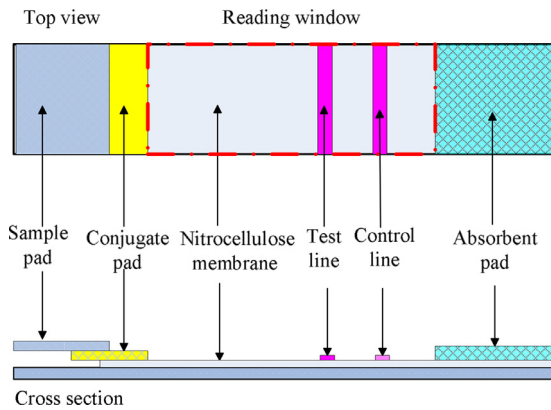 Top view
Reading window
Sample
pad
Conjugate
pad
Nitrocellulose
membrane
Test
line
Control
line
Absorbent
pad
Cross section